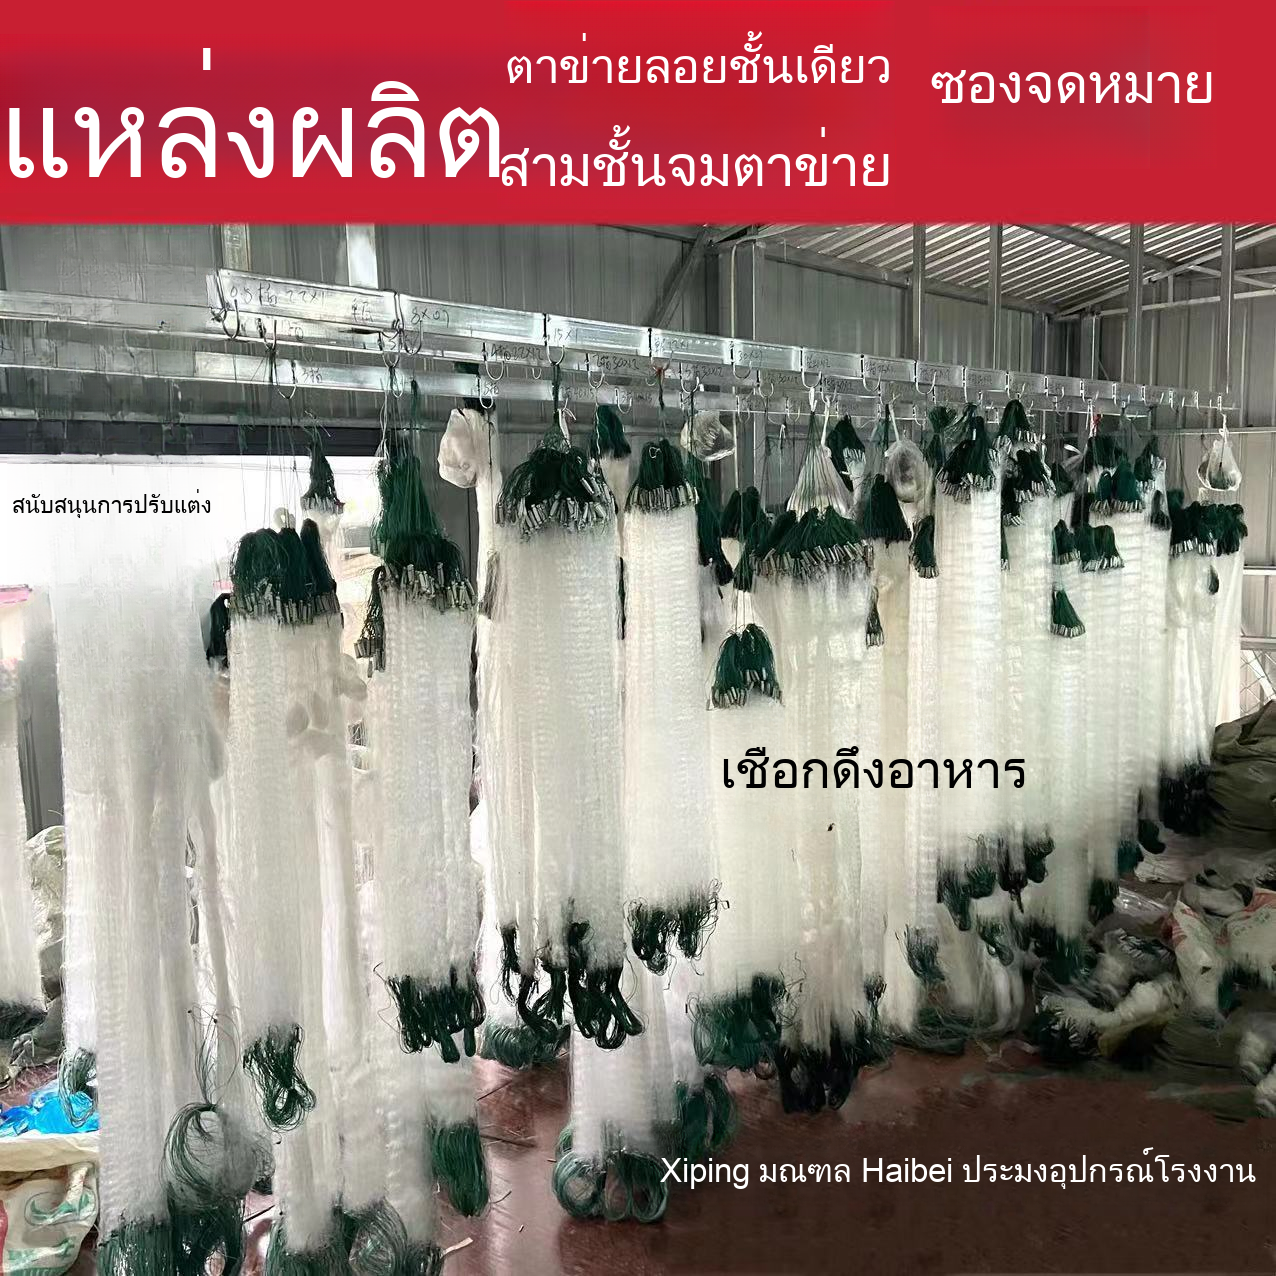 แหล่งผลิต
ตาข่ายลอยชั้นเดียว
สามชั้นจมตาข่าย
ซองจดหมาย
สนับสนุนการปรับแต่ง
เชือกดึงอาหาร
Xiping มณฑล Haibei ประมงอุปกรณ์โรงงาน